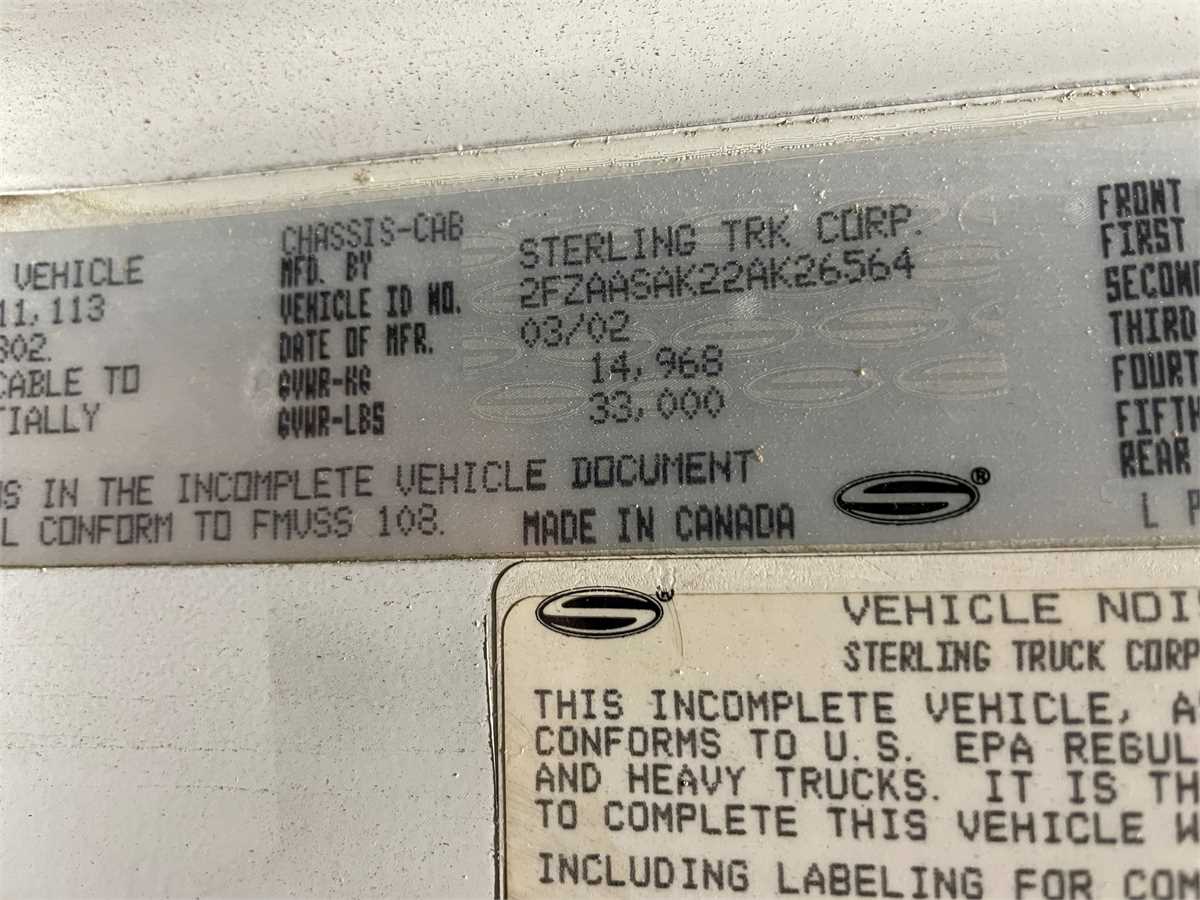 VEHICLE
11,113
302.
CABLE TO
TIALLY
CHASSIS-CAB
MFD. BY STERLING TRK CORP.
VEHICLE ID NO. 2FZAASAK22AK26564
DATE OF MFR. 03/02
GVWR-KG 14,968
GVWR-LBS 33,000
FRONT
FIRST
SECOND
THIRD
FOURT
FIFTH
REAR
US IN THE INCOMPLETE VEHICLE DOCUMENT
L CONFORM TO FMVSS 108.
MADE IN CANADA
®
L P
®
VEHICLE NOI
STERLING TRUCK CORP
THIS INCOMPLETE VEHICLE, A
CONFORMS TO U.S. EPA REGUL
AND HEAVY TRUCKS. IT IS TH
TO COMPLETE THIS VEHICLE W
INCLUDING LABELING FOR COM